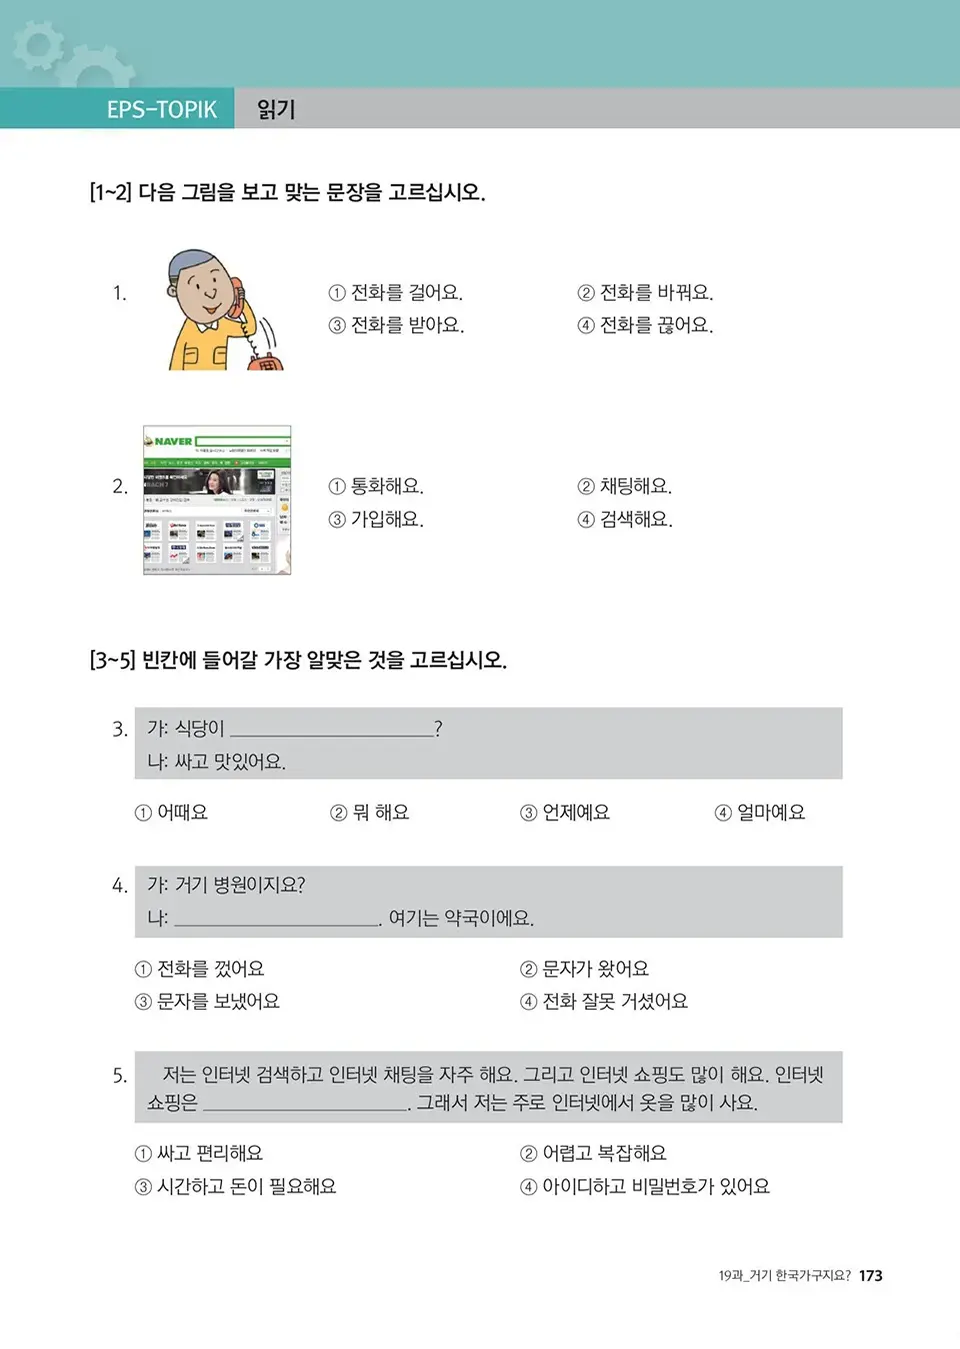 EPS-TOPIK 읽기
[1~2] 다음 그림을 보고 맞는 문장을 고르십시오.
1. ① 전화를 걸어요. ② 전화를 바꿔요.
③ 전화를 받아요. ④ 전화를 끊어요.
NAVER
2. ① 통화해요. ② 채팅해요.
③ 가입해요. ④ 검색해요.
[3~5] 빈칸에 들어갈 가장 알맞은 것을 고르십시오.
3. 가: 식당이 ____________________?
나: 싸고 맛있어요.
① 어때요 ② 뭐 해요 ③ 언제예요 ④ 얼마예요
4. 가: 거기 병원이지요?
나: ____________________. 여기는 약국이에요.
① 전화를 껐어요 ② 문자가 왔어요
③ 문자를 보냈어요 ④ 전화 잘못 거셨어요
5. 저는 인터넷 검색하고 인터넷 채팅을 자주 해요. 그리고 인터넷 쇼핑도 많이 해요. 인터넷
쇼핑은 ____________________. 그래서 저는 주로 인터넷에서 옷을 많이 사요.
① 싸고 편리해요 ② 어렵고 복잡해요
③ 시간하고 돈이 필요해요 ④ 아이디하고 비밀번호가 있어요
19과_거기 한국가구지요? 173